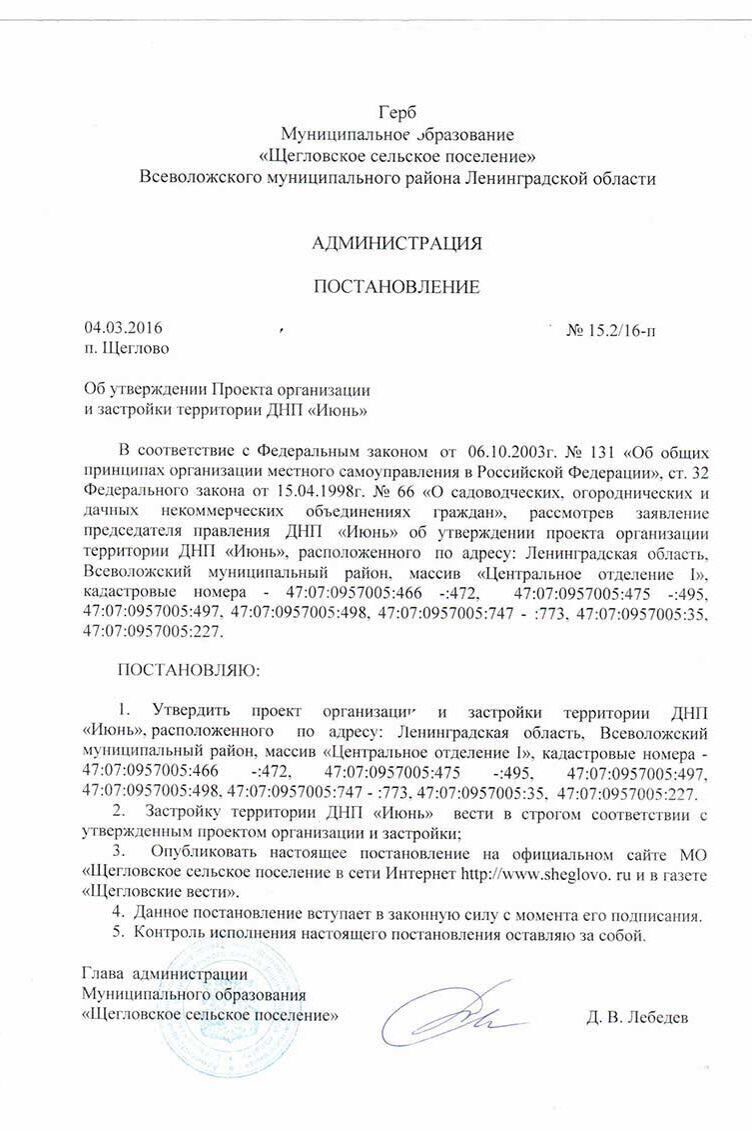 Герб
Муниципальное образование
«Щегловское сельское поселение»
Всеволожского муниципального района Ленинградской области
АДМИНИСТРАЦИЯ
ПОСТАНОВЛЕНИЕ
04.03.2016 № 15.2/16-п
п. Щеглово
Об утверждении Проекта организации
и застройки территории ДНП «Июнь»
В соответствие с Федеральным законом от 06.10.2003г. № 131 «Об общих
принципах организации местного самоуправления в Российской Федерации», ст. 32
Федерального закона от 15.04.1998г. № 66 «О садоводческих, огороднических и
дачных некоммерческих объединениях граждан», рассмотрев заявление
председателя правления ДНП «Июнь» об утверждении проекта организации
территории ДНП «Июнь», расположенного по адресу: Ленинградская область,
Всеволожский муниципальный район, массив «Центральное отделение I»,
кадастровые номера - 47:07:0957005:466 -:472, 47:07:0957005:475 -:495,
47:07:0957005:497, 47:07:0957005:498, 47:07:0957005:747 - :773, 47:07:0957005:35,
47:07:0957005:227.
ПОСТАНОВЛЯЮ:
1. Утвердить проект организации и застройки территории ДНП
«Июнь», расположенного по адресу: Ленинградская область, Всеволожский
муниципальный район, массив «Центральное отделение I», кадастровые номера -
47:07:0957005:466 -:472, 47:07:0957005:475 -:495, 47:07:0957005:497,
47:07:0957005:498, 47:07:0957005:747 - :773, 47:07:0957005:35, 47:07:0957005:227.
2. Застройку территории ДНП «Июнь» вести в строгом соответствии с
утвержденным проектом организации и застройки;
3. Опубликовать настоящее постановление на официальном сайте МО
«Щегловское сельское поселение в сети Интернет http://www.sheglovo. ru и в газете
«Щегловские вести».
4. Данное постановление вступает в законную силу с момента его подписания.
5. Контроль исполнения настоящего постановления оставляю за собой.
Глава администрации
Муниципального образования
«Щегловское сельское поселение» Д. В. Лебедев